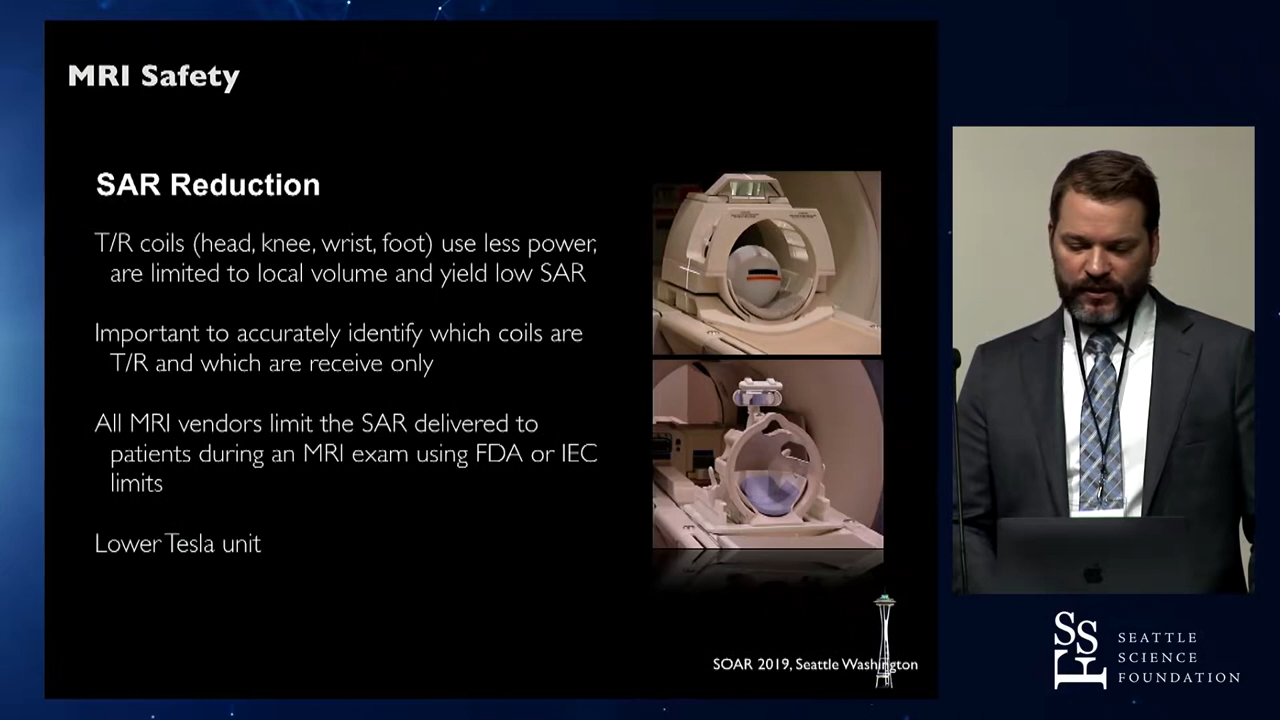 MRI Safety
SAR Reduction
T/R coils (head, knee, wrist, foot) use less power,
are limited to local volume and yield low SAR
Important to accurately identify which coils are
T/R and which are receive only
All MRI vendors limit the SAR delivered to
patients during an MRI exam using FDA or IEC
limits
Lower Tesla unit
SOAR 2019, Seattle Washington
SSF
SEATTLE
SCIENCE
FOUNDATION